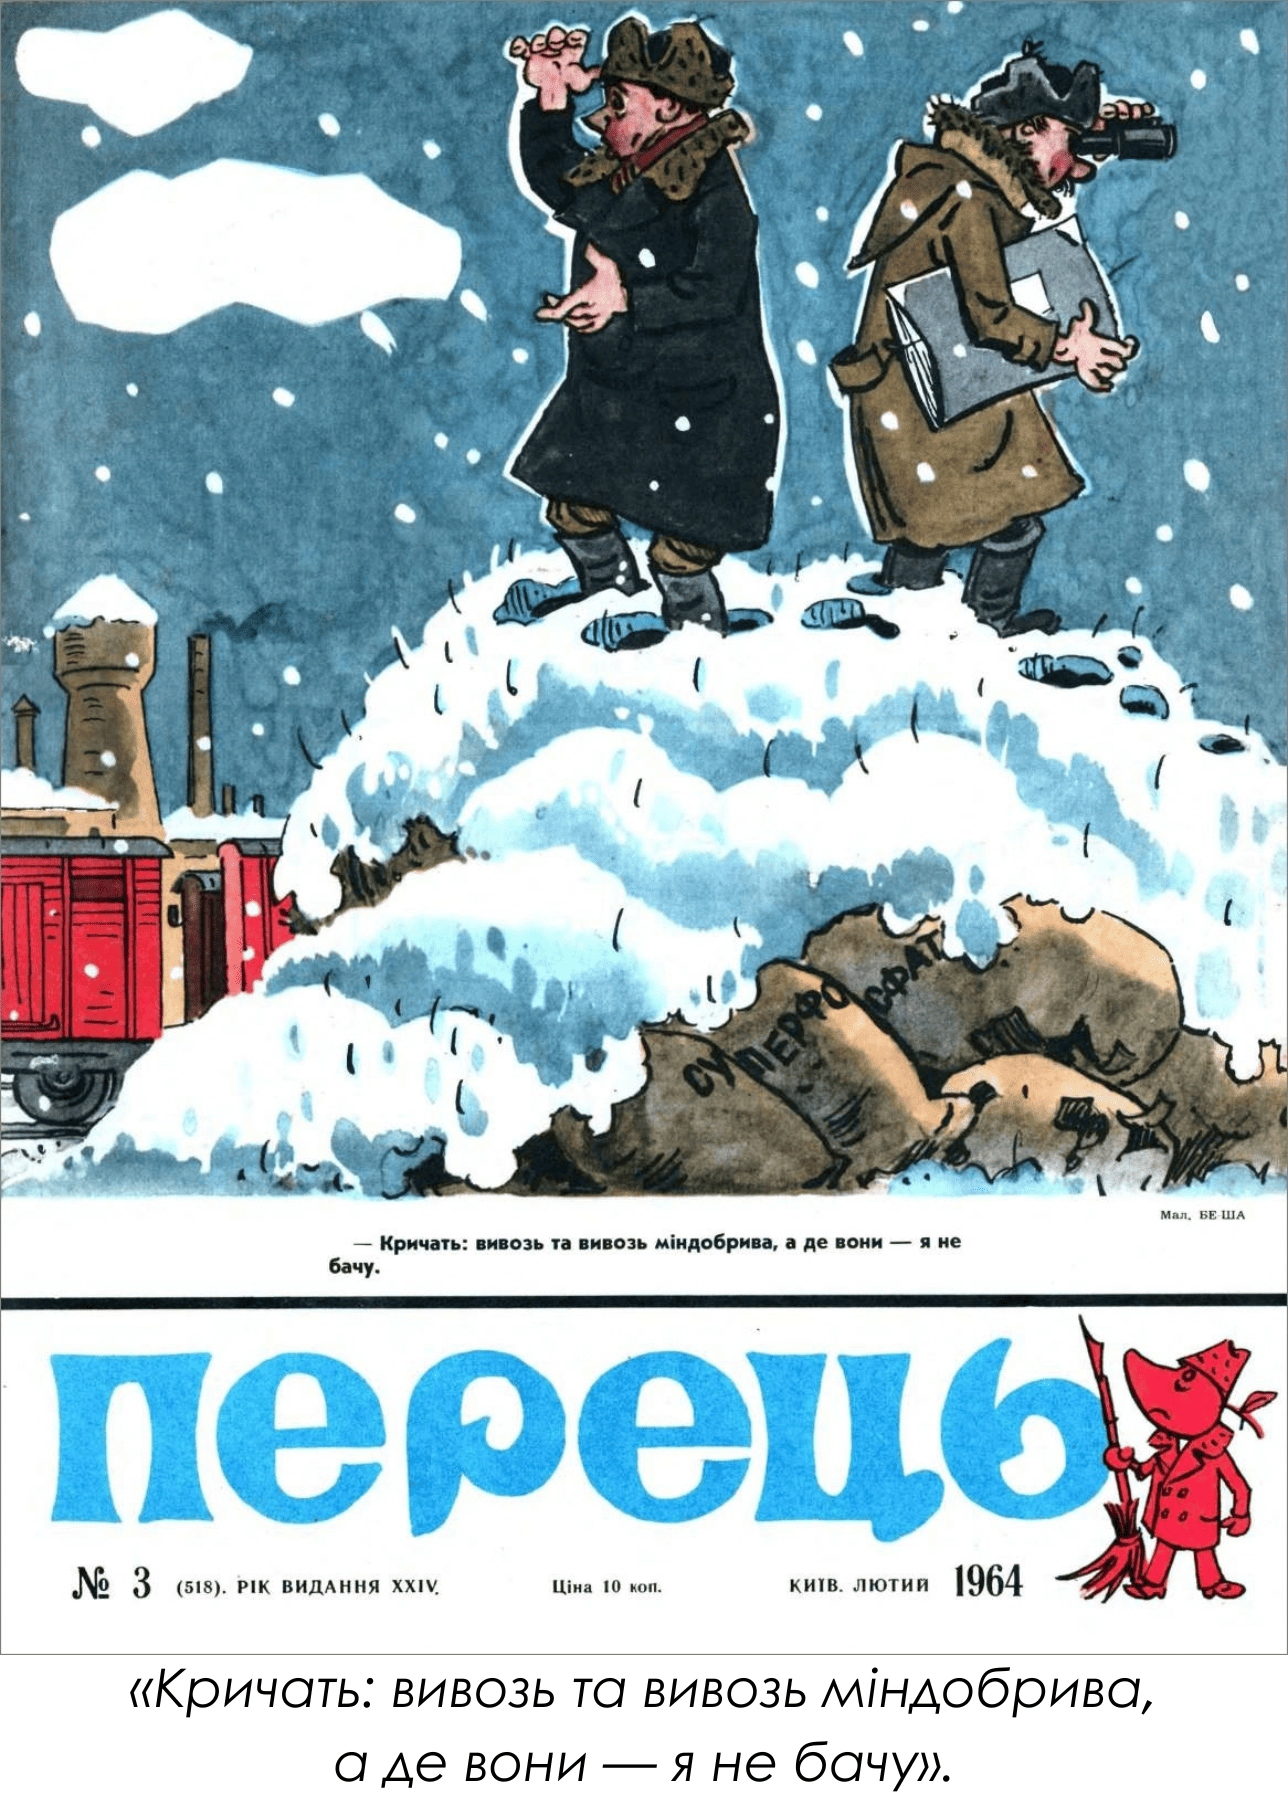 СУПЕРФОСФАТ
Мал. БЕ-ША
— Кричать: вивозь та вивозь міндобрива, а де вони — я не
бачу.
перець
№ 3 (518). РІК ВИДАННЯ XXIV. Ціна 10 коп. КИЇВ. ЛЮТИЙ 1964
«Кричать: вивозь та вивозь міндобрива,
а де вони — я не бачу».